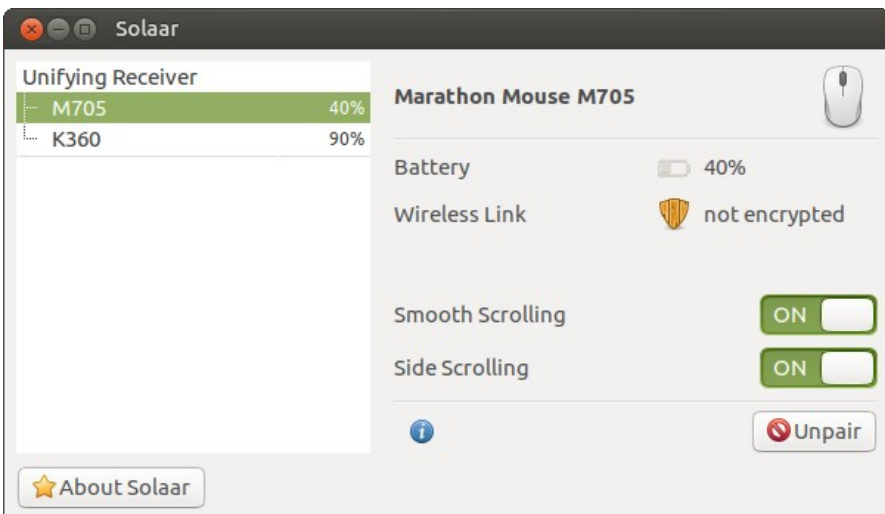 Solaar
Unifying Receiver
M705 40%
K360 90%
Marathon Mouse M705
Battery 40%
Wireless Link not encrypted
Smooth Scrolling ON
Side Scrolling ON
Unpair
About Solaar